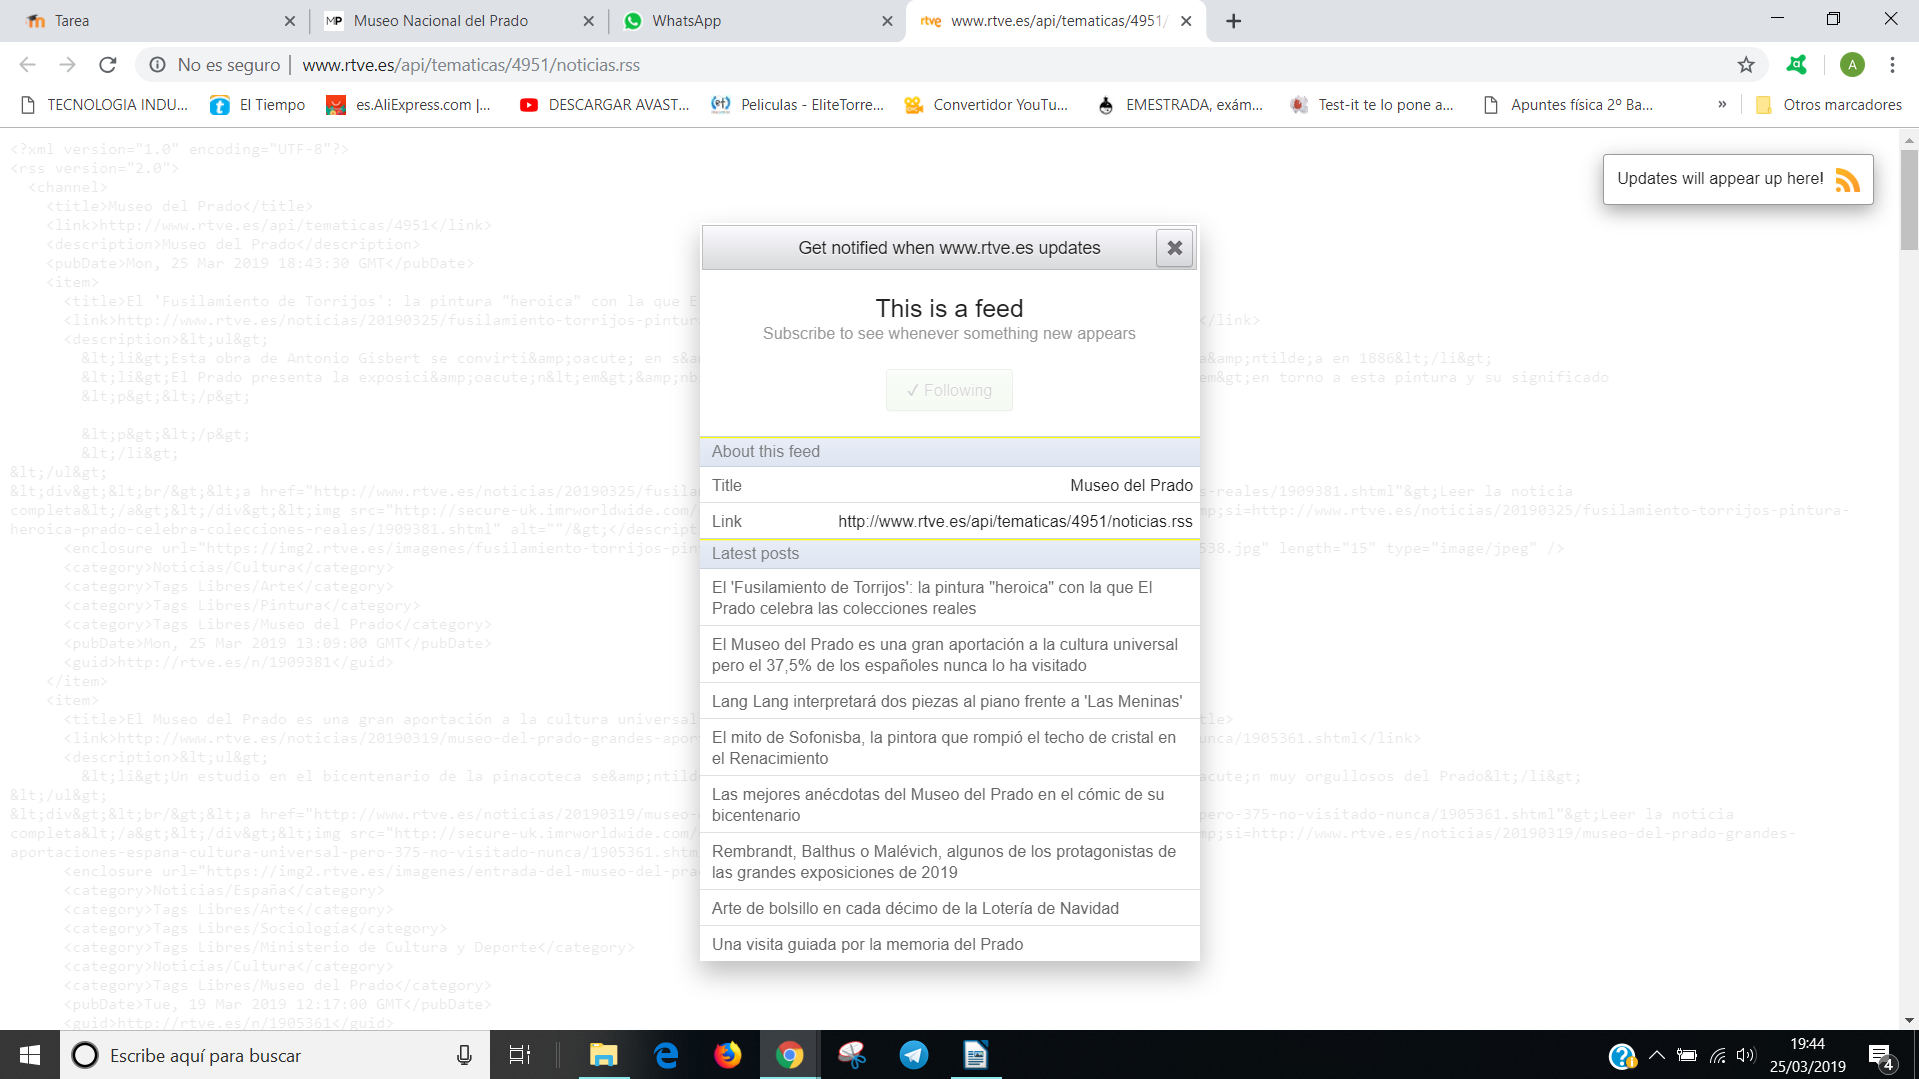 Tarea
MP Museo Nacional del Prado
WhatsApp
rtve www.rtve.es/api/tematicas/4951/
No es seguro | www.rtve.es/api/tematicas/4951/noticias.rss
A
TECNOLOGIA INDU...
El Tiempo
es.AliExpress.com |...
DESCARGAR AVAST...
Peliculas - EliteTorre...
Convertidor YouTu...
EMESTRADA, exám...
Test-it te lo pone a...
Apuntes física 2º Ba...
»
Otros marcadores
<?xml version="1.0" encoding="UTF-8"?>
<rss version="2.0">
<channel>
<title>Museo del Prado</title>
<link>http://www.rtve.es/api/tematicas/4951</link>
<description>Museo del Prado</description>
<pubDate>Mon, 25 Mar 2019 18:43:30 GMT</pubDate>
<item>
<title>El 'Fusilamiento de Torrijos': la pintura "heroica" con la que E
<link>http://www.rtve.es/noticias/20190325/fusilamiento-torrijos-pintur /link>
<description>&lt;ul&gt;
&lt;li&gt;Esta obra de Antonio Gisbert se convirti&amp;oacute; en s&a a&amp;ntilde;a en 1886&lt;/li&gt;
&lt;li&gt;El Prado presenta la exposici&amp;oacute;n&lt;em&gt;&amp;nb em&gt;en torno a esta pintura y su significado
&lt;p&gt;&lt;/p&gt;
&lt;p&gt;&lt;/p&gt;
&lt;/li&gt;
&lt;/ul&gt;
&lt;div&gt;&lt;br/&gt;&lt;a href="http://www.rtve.es/noticias/20190325/fusila s-reales/1909381.shtml"&gt;Leer la noticia
completa&lt;/a&gt;&lt;/div&gt;&lt;img src="http://secure-uk.imrworldwide.com/ mp;si=http://www.rtve.es/noticias/20190325/fusilamiento-torrijos-pintura-
heroica-prado-celebra-colecciones-reales/1909381.shtml" alt=""/&gt;</descrip
<enclosure url="https://img2.rtve.es/imagenes/fusilamiento-torrijos-pin 538.jpg" length="15" type="image/jpeg" />
<category>Noticias/Cultura</category>
<category>Tags Libres/Arte</category>
<category>Tags Libres/Pintura</category>
<category>Tags Libres/Museo del Prado</category>
<pubDate>Mon, 25 Mar 2019 13:09:00 GMT</pubDate>
<guid>http://rtve.es/n/1909381</guid>
</item>
<item>
<title>El Museo del Prado es una gran aportación a la cultura universal tle>
<link>http://www.rtve.es/noticias/20190319/museo-del-prado-grandes-apor nunca/1905361.shtml</link>
<description>&lt;ul&gt;
&lt;li&gt;Un estudio en el bicentenario de la pinacoteca se&amp;ntild acute;n muy orgullosos del Prado&lt;/li&gt;
&lt;/ul&gt;
&lt;div&gt;&lt;br/&gt;&lt;a href="http://www.rtve.es/noticias/20190319/museo- pero-375-no-visitado-nunca/1905361.shtml"&gt;Leer la noticia
completa&lt;/a&gt;&lt;/div&gt;&lt;img src="http://secure-uk.imrworldwide.com/ mp;si=http://www.rtve.es/noticias/20190319/museo-del-prado-grandes-
aportaciones-espana-cultura-universal-pero-375-no-visitado-nunca/1905361.shtm
<enclosure url="https://img2.rtve.es/imagenes/entrada-del-museo-del-pra
<category>Noticias/España</category>
<category>Tags Libres/Arte</category>
<category>Tags Libres/Sociología</category>
<category>Tags Libres/Ministerio de Cultura y Deporte</category>
<category>Noticias/Cultura</category>
<category>Tags Libres/Museo del Prado</category>
<pubDate>Tue, 19 Mar 2019 12:17:00 GMT</pubDate>
<guid>http://rtve.es/n/1905361</guid>
Updates will appear up here!
Get notified when www.rtve.es updates
This is a feed
Subscribe to see whenever something new appears
✓ Following
About this feed
Title Museo del Prado
Link http://www.rtve.es/api/tematicas/4951/noticias.rss
Latest posts
El 'Fusilamiento de Torrijos': la pintura "heroica" con la que El
Prado celebra las colecciones reales
El Museo del Prado es una gran aportación a la cultura universal
pero el 37,5% de los españoles nunca lo ha visitado
Lang Lang interpretará dos piezas al piano frente a 'Las Meninas'
El mito de Sofonisba, la pintora que rompió el techo de cristal en
el Renacimiento
Las mejores anécdotas del Museo del Prado en el cómic de su
bicentenario
Rembrandt, Balthus o Malévich, algunos de los protagonistas de
las grandes exposiciones de 2019
Arte de bolsillo en cada décimo de la Lotería de Navidad
Una visita guiada por la memoria del Prado
Escribe aquí para buscar
19:44
25/03/2019
4